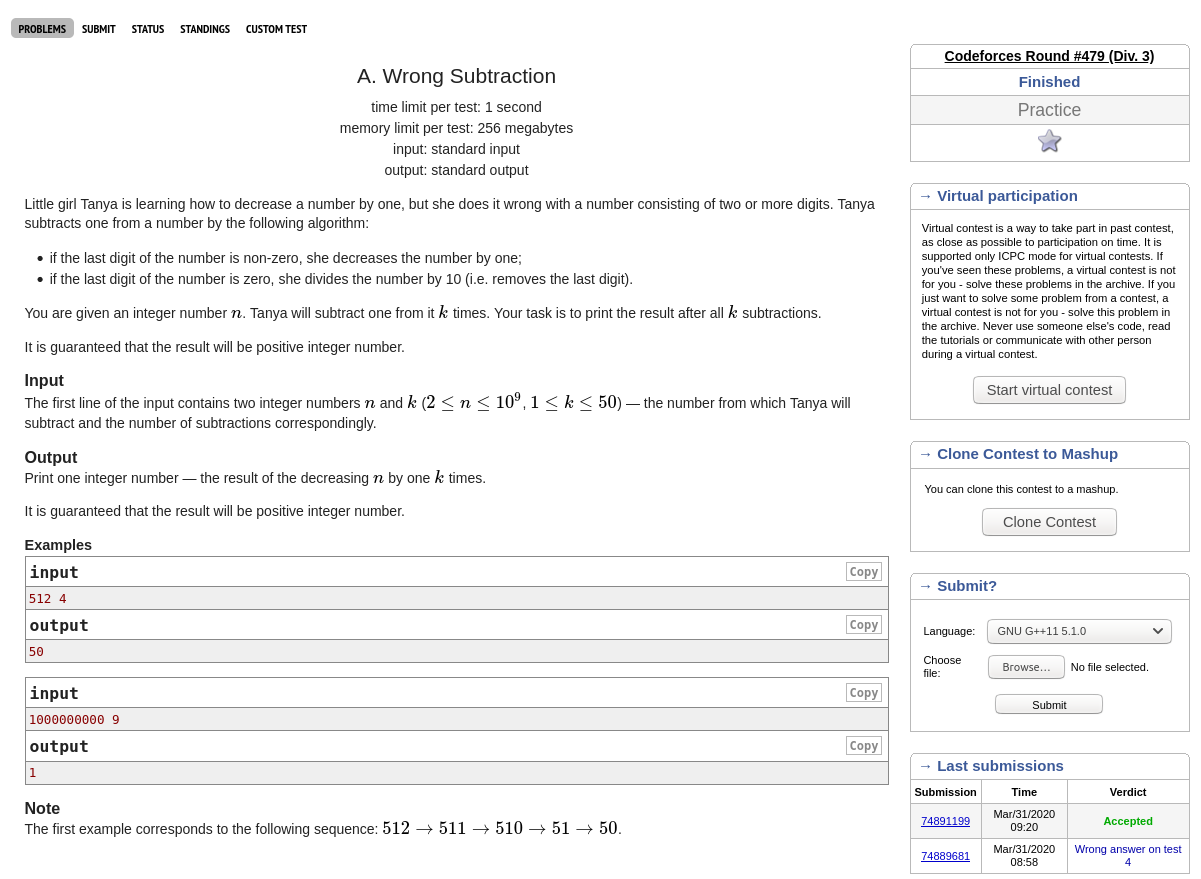 PROBLEMS SUBMIT STATUS STANDINGS CUSTOM TEST
A. Wrong Subtraction
time limit per test: 1 second
memory limit per test: 256 megabytes
input: standard input
output: standard output
Little girl Tanya is learning how to decrease a number by one, but she does it wrong with a number consisting of two or more digits. Tanya
subtracts one from a number by the following algorithm:
• if the last digit of the number is non-zero, she decreases the number by one;
• if the last digit of the number is zero, she divides the number by 10 (i.e. removes the last digit).
You are given an integer number n. Tanya will subtract one from it k times. Your task is to print the result after all k subtractions.
It is guaranteed that the result will be positive integer number.
Input
The first line of the input contains two integer numbers n and k (2 ≤ n ≤ 10⁹, 1 ≤ k ≤ 50) — the number from which Tanya will
subtract and the number of subtractions correspondingly.
Output
Print one integer number — the result of the decreasing n by one k times.
It is guaranteed that the result will be positive integer number.
Examples
input Copy
512 4
output Copy
50
input Copy
1000000000 9
output Copy
1
Note
The first example corresponds to the following sequence: 512 → 511 → 510 → 51 → 50.
Codeforces Round #479 (Div. 3)
Finished
Practice
→ Virtual participation
Virtual contest is a way to take part in past contest,
as close as possible to participation on time. It is
supported only ICPC mode for virtual contests. If
you've seen these problems, a virtual contest is not
for you - solve these problems in the archive. If you
just want to solve some problem from a contest, a
virtual contest is not for you - solve this problem in
the archive. Never use someone else's code, read
the tutorials or communicate with other person
during a virtual contest.
Start virtual contest
→ Clone Contest to Mashup
You can clone this contest to a mashup.
Clone Contest
→ Submit?
Language: GNU G++11 5.1.0
Choose
file: Browse... No file selected.
Submit
→ Last submissions
Submission Time Verdict
74891199 Mar/31/2020
09:20 Accepted
74889681 Mar/31/2020
08:58 Wrong answer on test
4